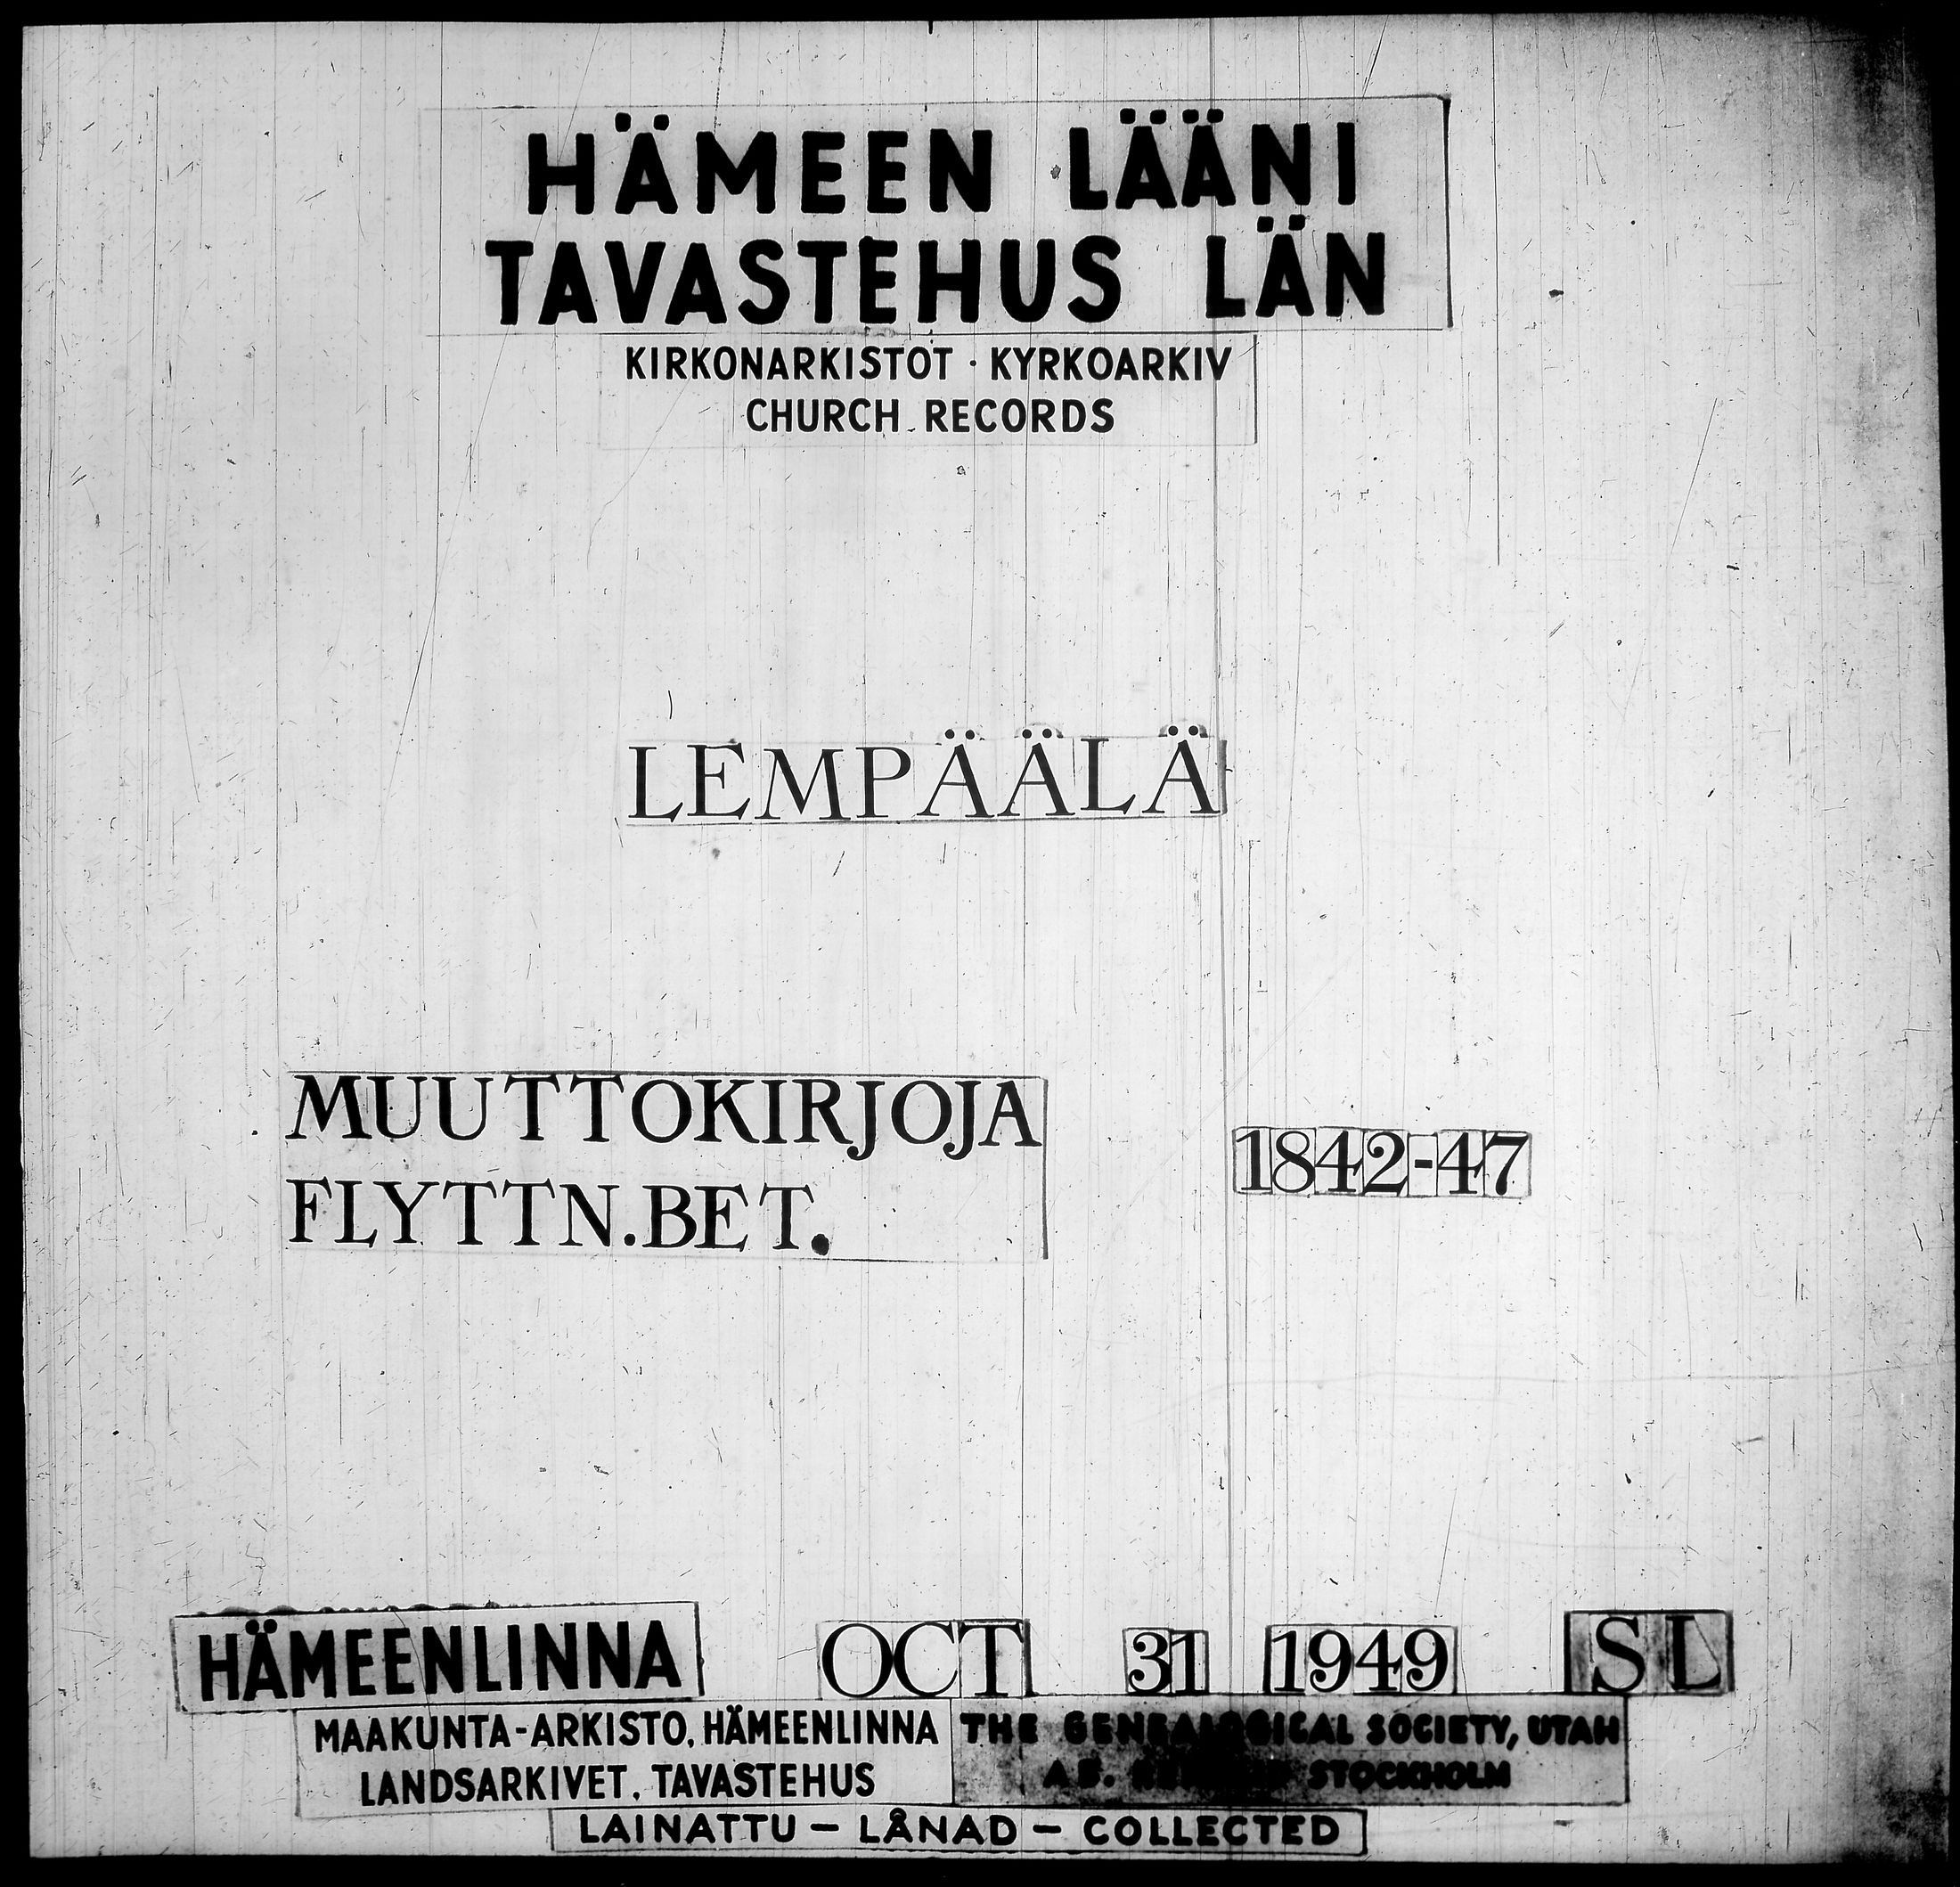 HÄMEEN LÄÄNI
TAVASTEHUS LÄN
KIRKONARKISTOT · KYRKOARKIV
CHURCH RECORDS
LEMPÄÄLÄ
MUUTTOKIRJOJA
FLYTTN.BET.
1842-47
HÄMEENLINNA OCT 31 1949 SL
MAAKUNTA-ARKISTO, HÄMEENLINNA
LANDSARKIVET, TAVASTEHUS
THE GENEALOGICAL SOCIETY, UTAH
AB. STOCKHOLM
LAINATTU — LÅNAD — COLLECTED